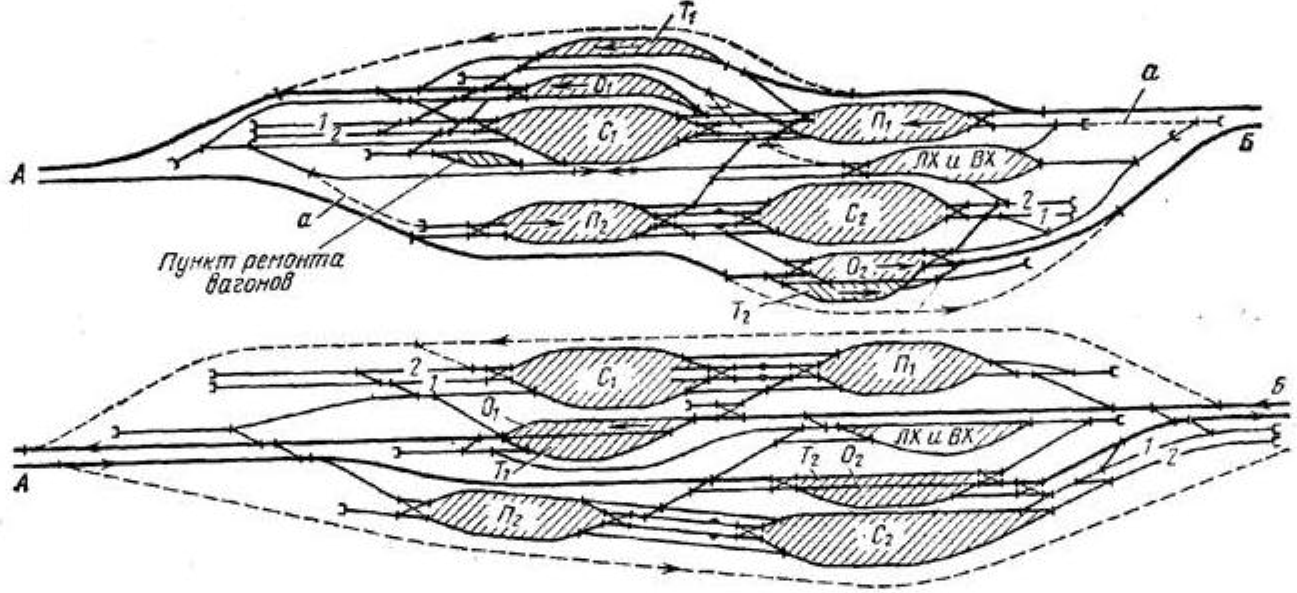 Т₁
а
О₁
1
2
С₁
П₁
А
Б
ЛХ и ВХ
а
П₂
С₂
2
1
Пункт ремонта
вагонов
О₂
Т₂
2
1
С₁
П₁
О₁
Б
ЛХ и ВХ
Т₁
Т₂
О₂
1
2
А
П₂
С₂